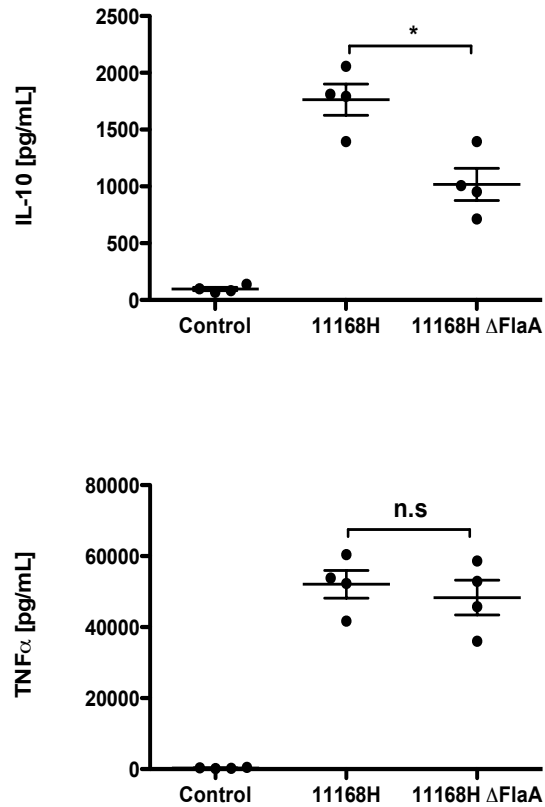 IL-10 [pg/mL]
2500
2000
1500
1000
500
0
*
Control 11168H 11168H ΔFlaA
TNFα [pg/mL]
80000
60000
40000
20000
0
n.s
Control 11168H 11168H ΔFlaA